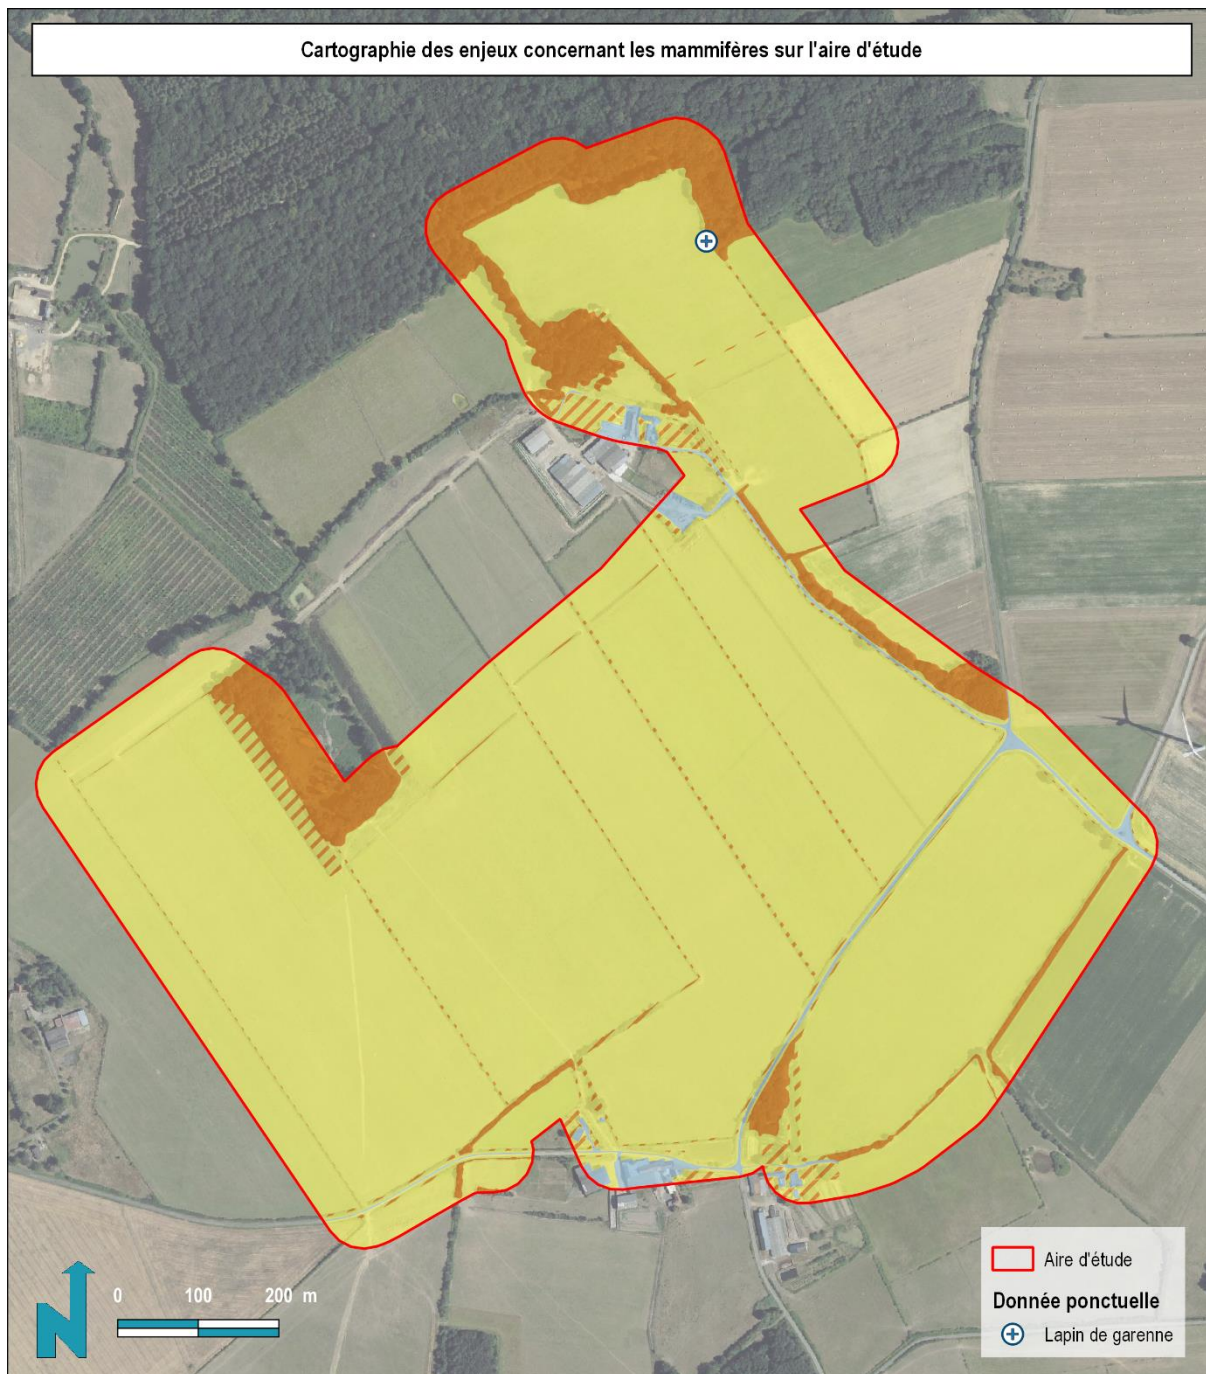 Cartographie des enjeux concernant les mammifères sur l'aire d'étude
0 100 200 m
Aire d'étude
Donnée ponctuelle
Lapin de garenne